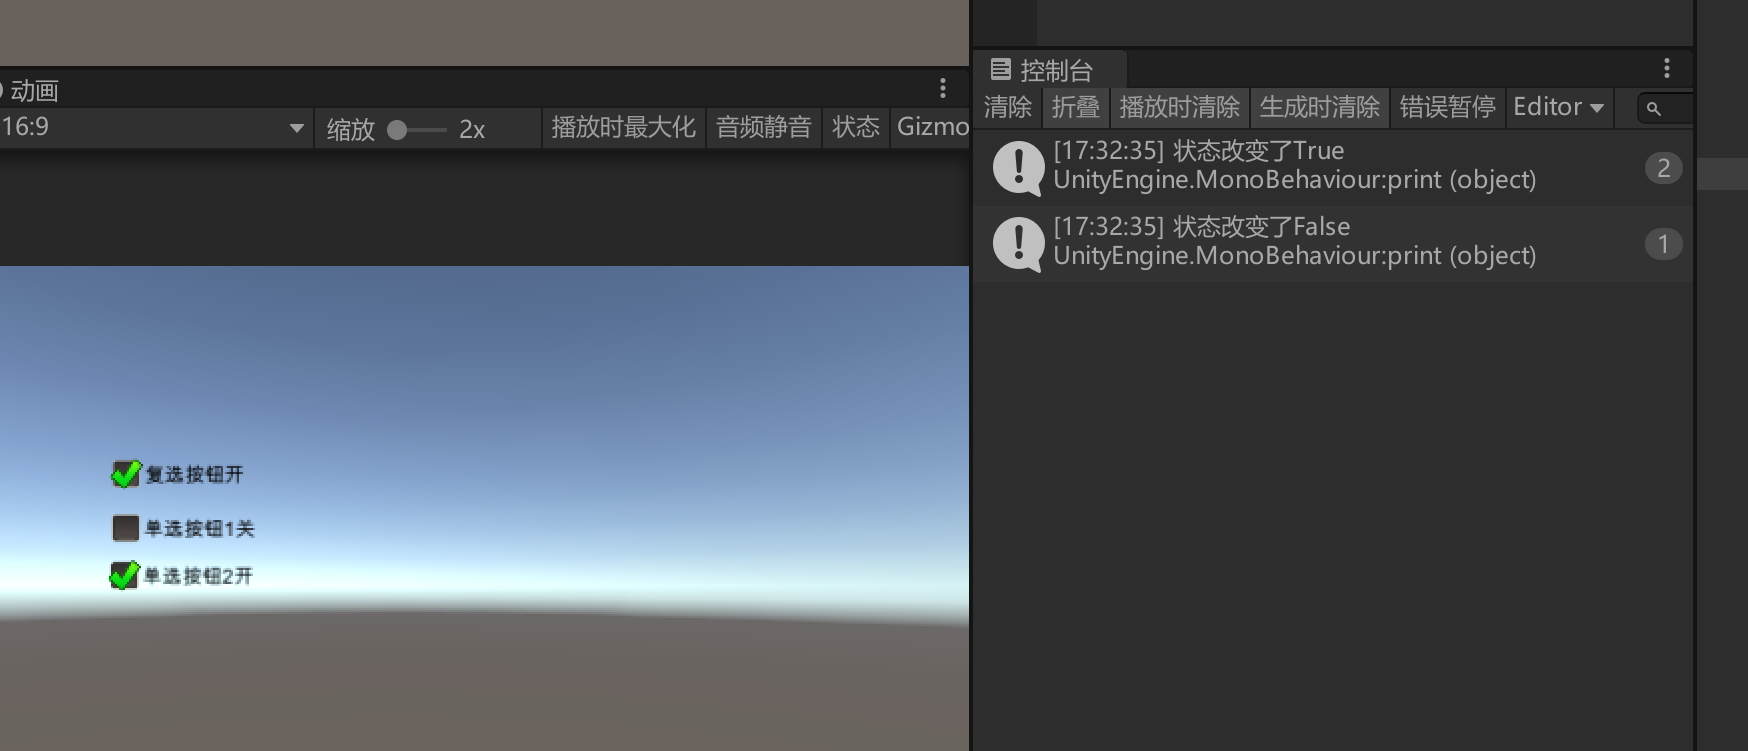 动画
16:9
缩放 2x 播放时最大化 音频静音 状态 Gizmo
复选按钮开
单选按钮1关
单选按钮2开
控制台
清除 折叠 播放时清除 生成时清除 错误暂停 Editor
[17:32:35] 状态改变了True
UnityEngine.MonoBehaviour:print (object)
2
[17:32:35] 状态改变了False
UnityEngine.MonoBehaviour:print (object)
1